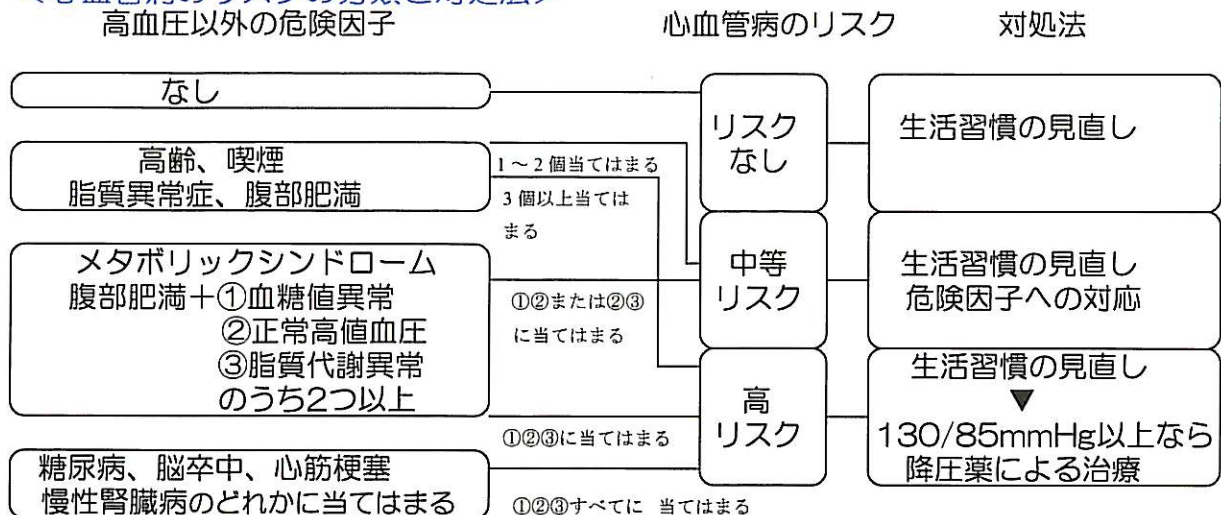 高血圧以外の危険因子
心血管病のリスク
対処法
なし
高齢、喫煙
脂質異常症、腹部肥満
メタボリックシンドローム
腹部肥満+①血糖値異常
②正常高値血圧
③脂質代謝異常
のうち2つ以上
糖尿病、脳卒中、心筋梗塞
慢性腎臓病のどれかに当てはまる
1～2個当てはまる
3個以上当ては
まる
①②または②③
に当てはまる
①②③に当てはまる
①②③すべてに 当てはまる
リスク
なし
中等
リスク
高
リスク
生活習慣の見直し
生活習慣の見直し
危険因子への対応
生活習慣の見直し
▼
130/85mmHg以上なら
降圧薬による治療